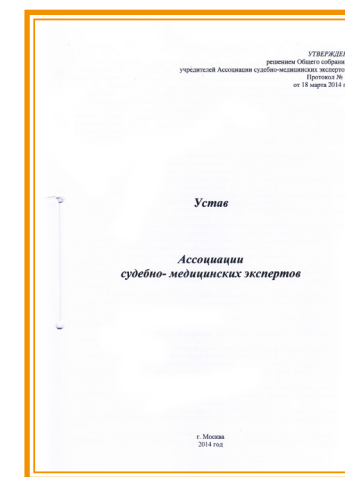 УТВЕРЖДЕ
решением Общего собрани
учредителей Ассоциации судебно-медицинских эксперто
Протокол №
от 18 марта 2014 г
Устав
Ассоциации
судебно- медицинских экспертов
г. Москва
2014 год